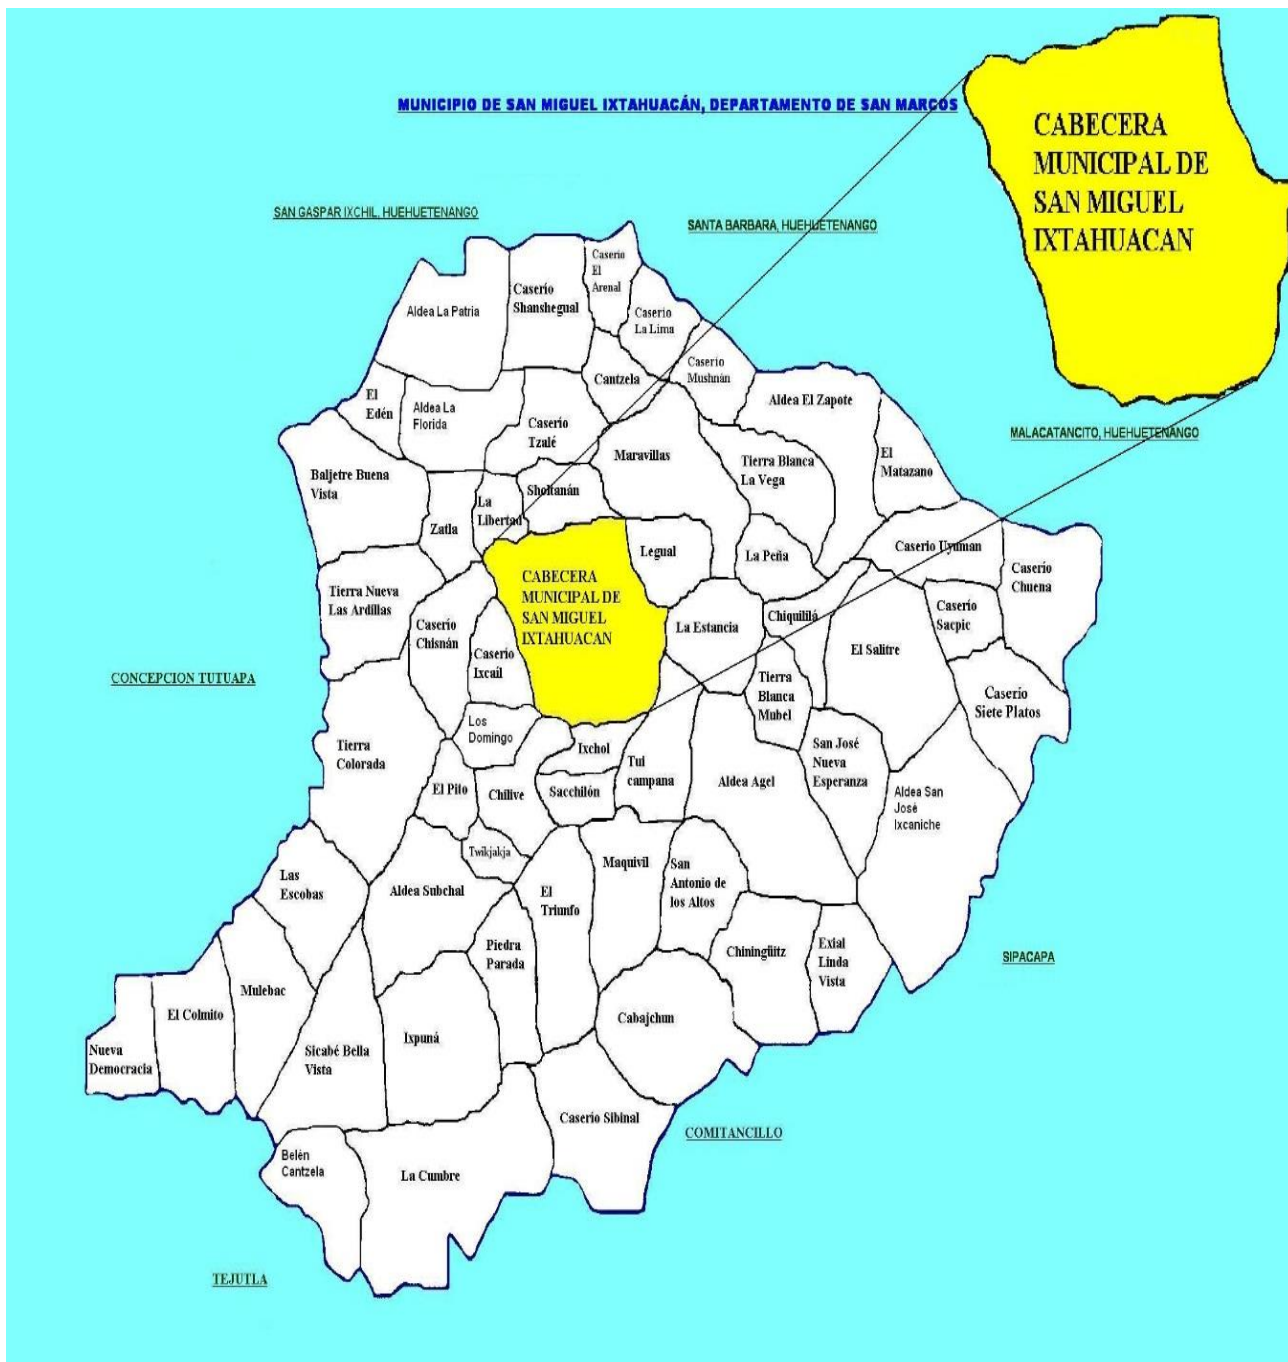 MUNICIPIO DE SAN MIGUEL IXTAHUACÁN, DEPARTAMENTO DE SAN MARCOS
CABECERA
MUNICIPAL DE
SAN MIGUEL
IXTAHUACAN
SAN GASPAR IXCHIL, HUEHUETENANGO
SANTA BARBARA, HUEHUETENANGO
Caserio
El
Arenal
Caserío
Shanshegual
Aldea La Patria
Caserio
La Lima
Caserio
Mushnán
Cantzela
El
Edén
Aldea La
Florida
Caserío
Tzalé
Aldea El Zapote
MALACATANCITO, HUEHUETENANGO
Maravillas
Tierra Blanca
La Vega
El
Matazano
Baljetre Buena
Vista
Zatla
La
Libertad
Sholtanán
Legual
La Peña
Caserio Uyuman
Caserío
Chuena
CABECERA
MUNICIPAL DE
SAN MIGUEL
IXTAHUACAN
Tierra Nueva
Las Ardillas
Caserío
Chisnán
Caserío
Ixcail
La Estancia
Chiquililá
Caserío
Sacpic
El Salitre
CONCEPCION TUTUAPA
Tierra
Blanca
Mubel
Caserío
Siete Platos
Los
Domingo
Tierra
Colorada
Ixchol
Tui
campana
Aldea Agel
San José
Nueva
Esperanza
El Pito
Chilive
Sacchilón
Aldea San
José
Ixcaniche
Twikjakja
Las
Escobas
Aldea Subchal
El
Triunfo
Maquivil
San
Antonio de
los Altos
Piedra
Parada
Chiningüitz
Exial
Linda
Vista
SIPACAPA
Mulebac
El Colmito
Nueva
Democracia
Sicabé Bella
Vista
Ixpuná
Cabajchun
Caserío Sibinal
COMITANCILLO
Belén
Cantzela
La Cumbre
TEJUTLA